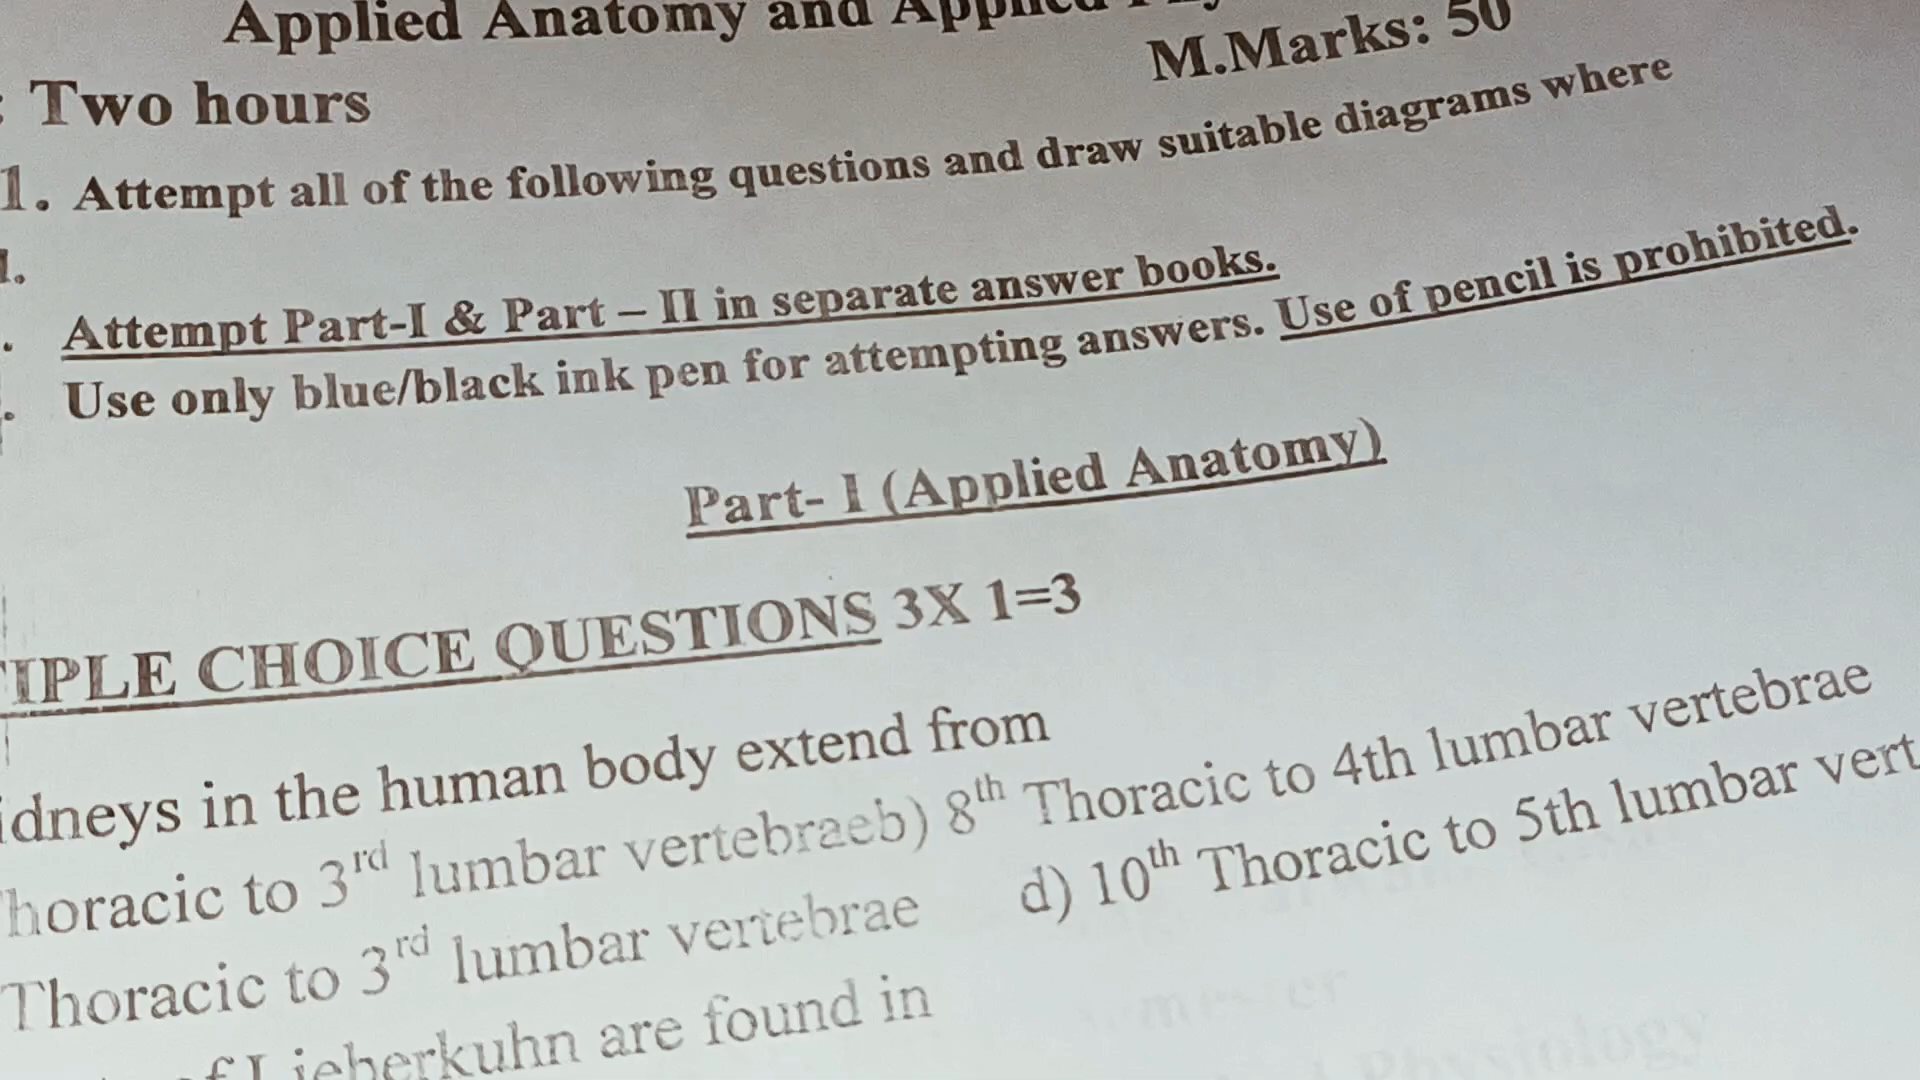 Applied Anatomy and
M.Marks: 50
: Two hours
1. Attempt all of the following questions and draw suitable diagrams where
1.
. Attempt Part-I & Part – II in separate answer books.
. Use only blue/black ink pen for attempting answers. Use of pencil is prohibited.
Part- I (Applied Anatomy)
IPLE CHOICE QUESTIONS 3X 1=3
idneys in the human body extend from
horacic to 3rd lumbar vertebraeb) 8th Thoracic to 4th lumbar vertebrae
Thoracic to 3rd lumbar vertebrae d) 10th Thoracic to 5th lumbar vert
Lieberkuhn are found in